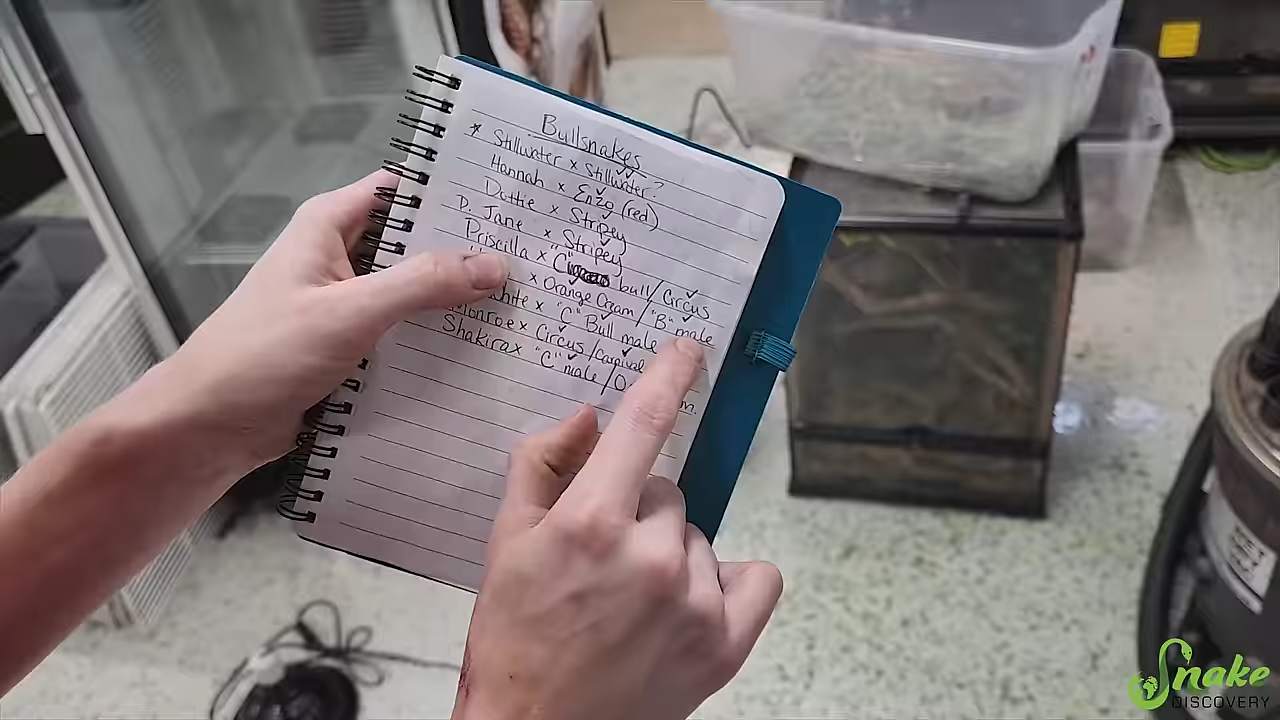 Bullsnakes
* Stillwater x Stillwater?
Hannah x Enzo (red)
Dottie x Stripey
D. Jane x Stripey
Priscilla x "C" bull/Circus
x Orange Cream/"B" male
white x "C" Bull male
Monroe x Circus/Carnival
Shakira x "C" male/
Snake
DISCOVERY